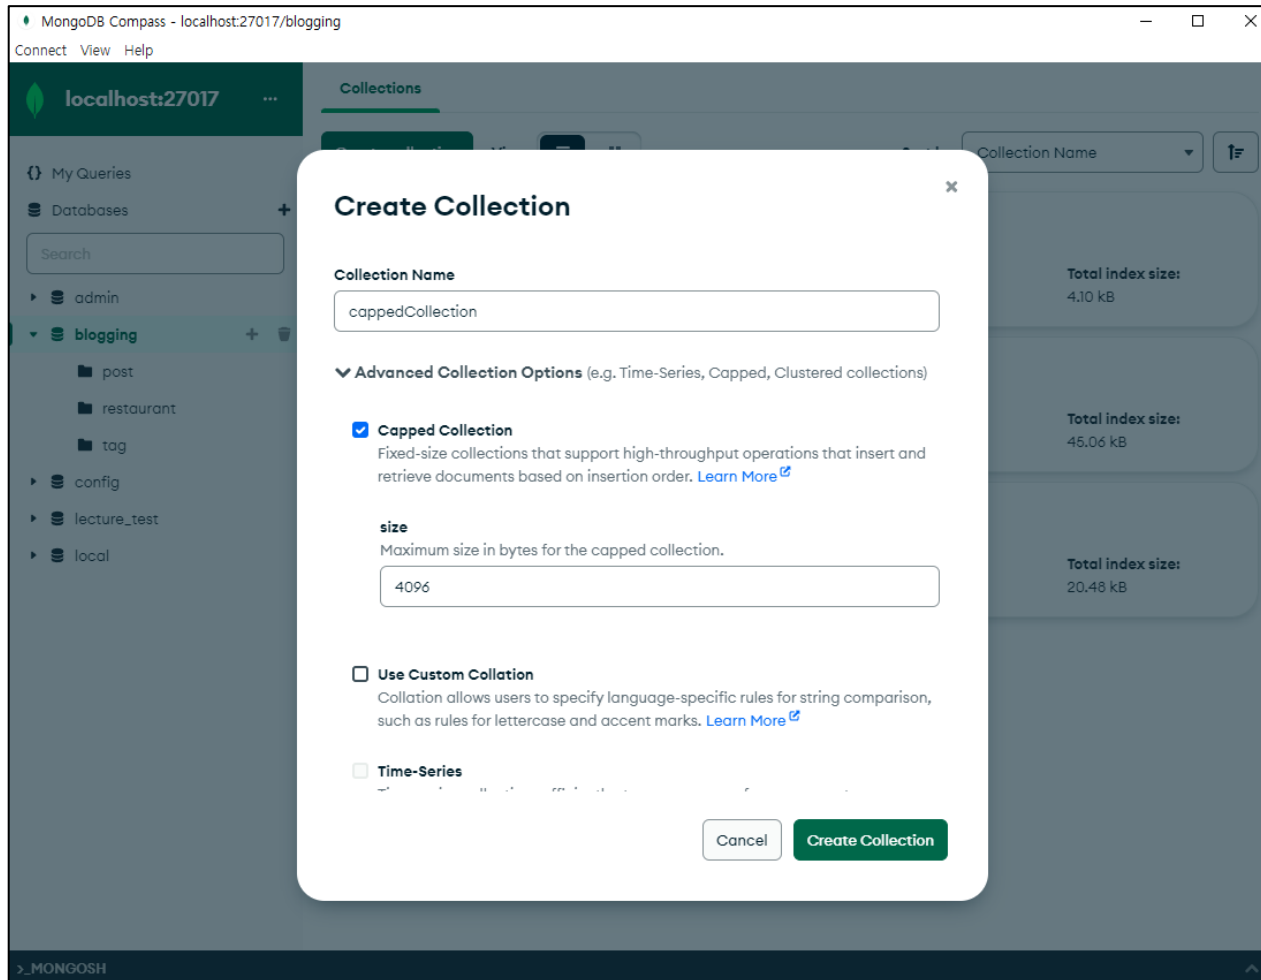 MongoDB Compass - localhost:27017/blogging
Connect View Help
localhost:27017 ...
Collections
Collection Name
My Queries
Databases
Search
admin
blogging
post
restaurant
tag
config
lecture_test
local
Create Collection
Collection Name
cappedCollection
Advanced Collection Options (e.g. Time-Series, Capped, Clustered collections)
Capped Collection
Fixed-size collections that support high-throughput operations that insert and
retrieve documents based on insertion order. Learn More
size
Maximum size in bytes for the capped collection.
4096
Use Custom Collation
Collation allows users to specify language-specific rules for string comparison,
such as rules for lettercase and accent marks. Learn More
Time-Series
Cancel
Create Collection
Total index size:
4.10 kB
Total index size:
45.06 kB
Total index size:
20.48 kB
>_MONGOSH